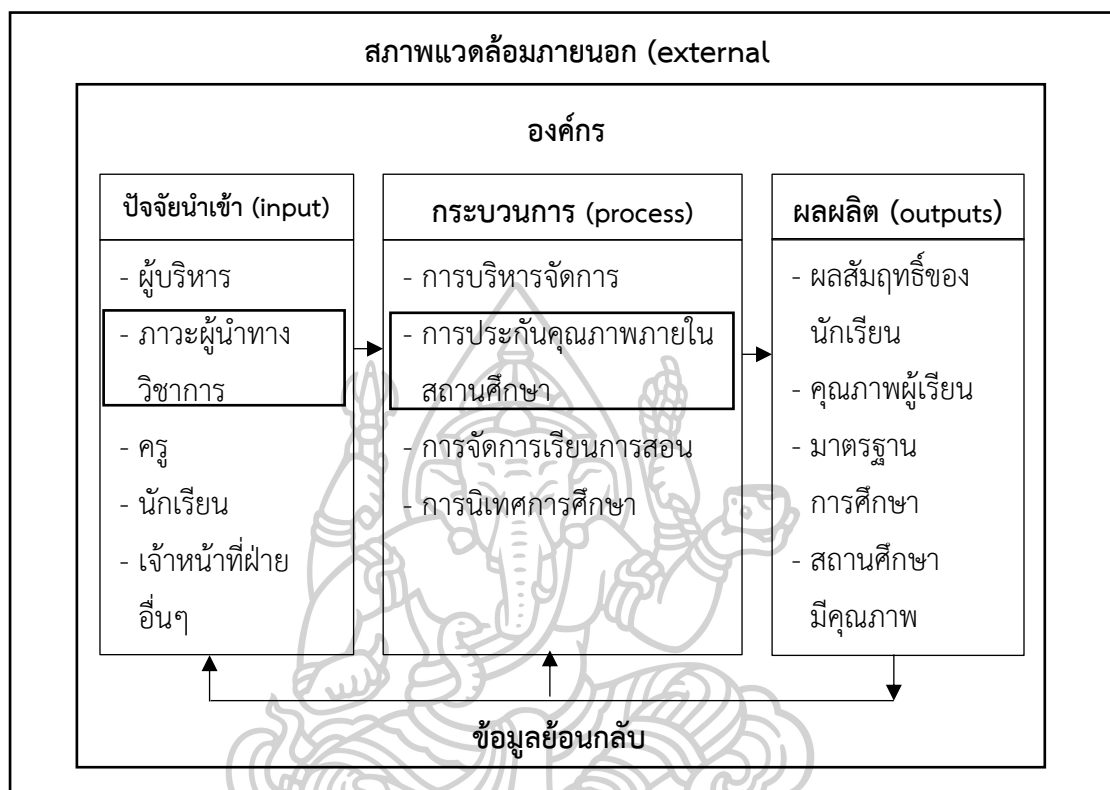 สภาพแวดล้อมภายนอก (external
องค์กร
ปัจจัยนำเข้า (input)
- ผู้บริหาร
- ภาวะผู้นำทาง
วิชาการ
- ครู
- นักเรียน
- เจ้าหน้าที่ฝ่าย
อื่นๆ
กระบวนการ (process)
- การบริหารจัดการ
- การประกันคุณภาพภายใน
สถานศึกษา
- การจัดการเรียนการสอน
- การนิเทศการศึกษา
ผลผลิต (outputs)
- ผลสัมฤทธิ์ของ
นักเรียน
- คุณภาพผู้เรียน
- มาตรฐาน
การศึกษา
- สถานศึกษา
มีคุณภาพ
ข้อมูลย้อนกลับ